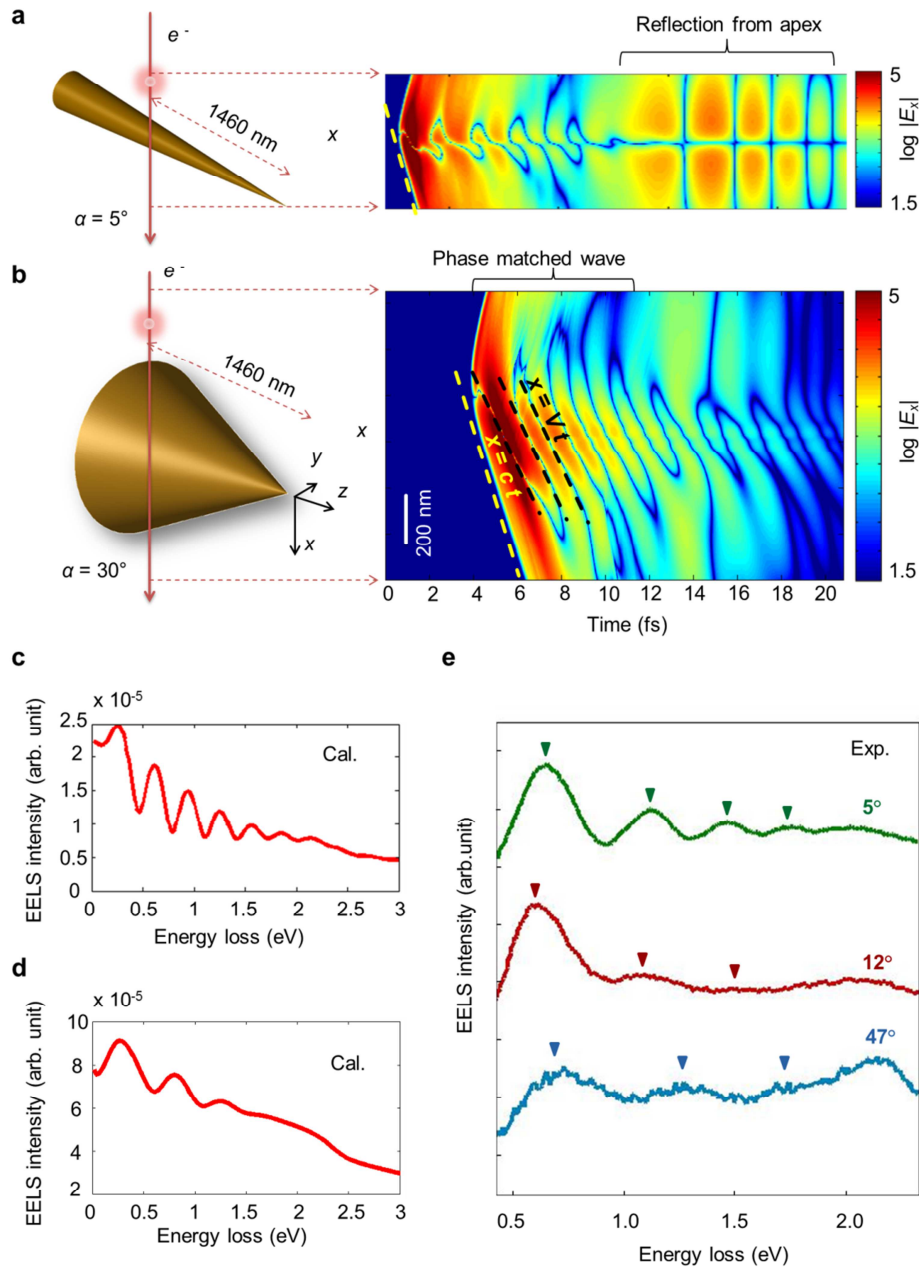 a
e -
1460 nm
x
α = 5°
Reflection from apex
5
log |Eₓ|
1.5
b
e -
1460 nm
x
y
z
x
α = 30°
Phase matched wave
x = V t
x = c t
200 nm
0 2 4 6 8 10 12 14 16 18 20
Time (fs)
5
log |Eₓ|
1.5
c
x 10⁻⁵
EELS intensity (arb. unit)
2.5
2
1.5
1
0.5
0
Cal.
0 0.5 1 1.5 2 2.5 3
Energy loss (eV)
d
x 10⁻⁵
EELS intensity (arb. unit)
10
8
6
4
2
Cal.
0 0.5 1 1.5 2 2.5 3
Energy loss (eV)
e
EELS intensity (arb.unit)
Exp.
5°
12°
47°
0.5 1.0 1.5 2.0
Energy loss (eV)